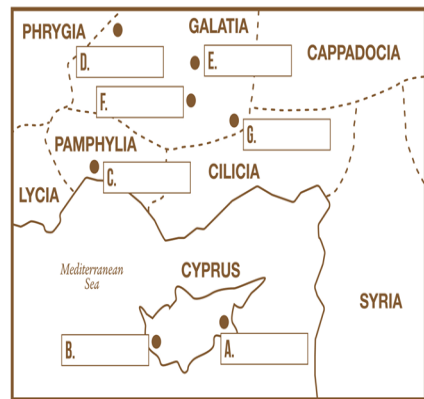 PHRYGIA
GALATIA
CAPPADOCIA
D.
E.
F.
G.
PAMPHYLIA
C.
CILICIA
LYCIA
Mediterranean
Sea
CYPRUS
SYRIA
B.
A.